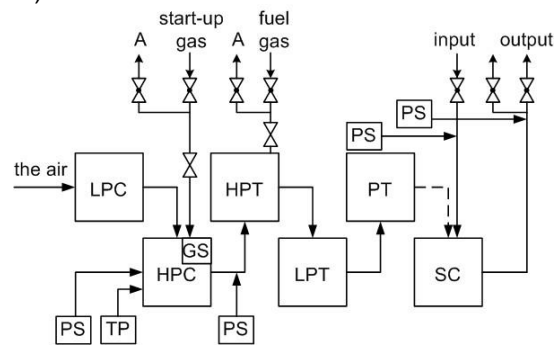 start-up
gas
fuel
gas
A
A
input
output
PS
PS
the air
LPC
HPT
PT
GS
HPC
LPT
SC
PS
TP
PS